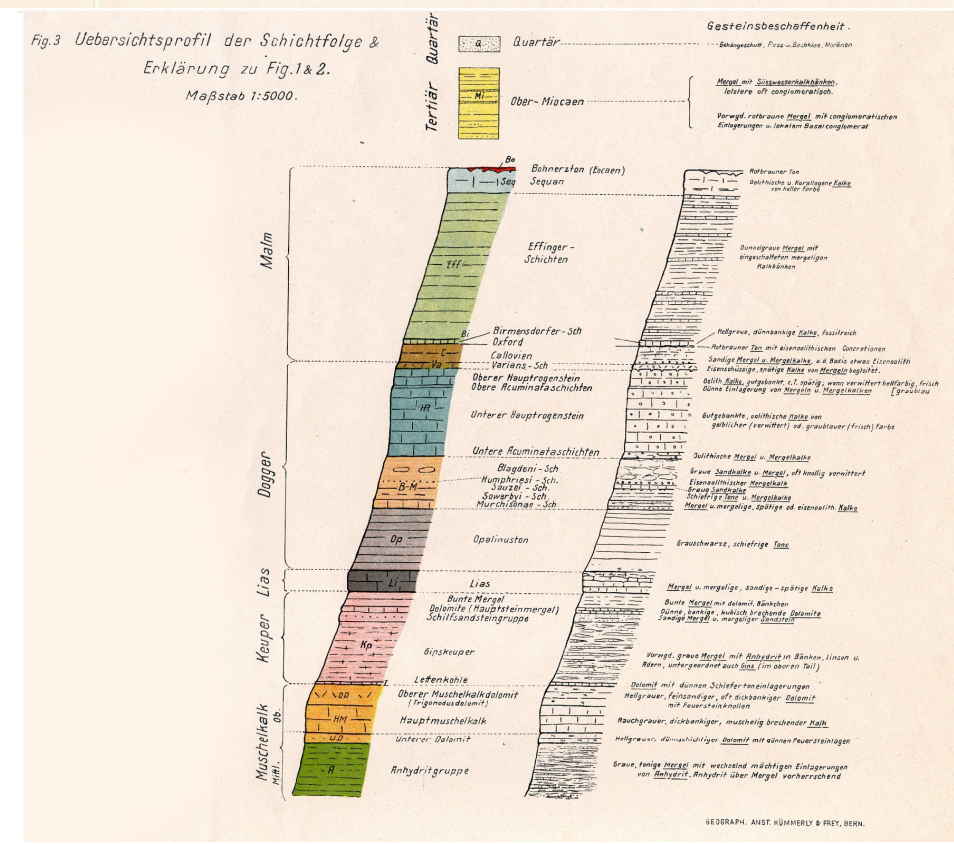 Fig.3 Uebersichtsprofil der Schichtfolge &
Erklärung zu Fig.1 & 2.
Maßstab 1:5000.
Gesteinsbeschaffenheit.
Quartär
Q
Quartär
Gehängeschutt, Fluss- u. Bachkies, Moränen
Tertiär
Mi
Ober-Miocaen
Mergel mit Süsswasserkalkbänken,
letztere oft conglomeratisch.
Vorwgd. rotbraune Mergel mit conglomeratischen
Einlagerungen u. lokalem Basalconglomerat
Malm
Bo
Bohnerzton (Eocaen)
Rotbrauner Ton
Seq
Sequan
Oolithische u. Korallogene Kalke
von heller Farbe
Eff
Effinger-
Schichten
Dunkelgraue Mergel mit
eingeschalteten mergeligen
Kalkbänken
Bi
Birmensdorfer-Sch
Hellgraue, dünnbankige Kalke, fossilreich
Oxford
Rotbrauner Ton mit eisenoolithischen Concretionen
C
Callovien
Sandige Mergel u. Mergelkalke, a.d. Basis etwas Eisenoolith
Dogger
Va
Varians-Sch
Eisenschüssige, spätige Kalke von Mergeln begleitet.
Oberer Hauptrogenstein
Oolith Kalke, gutgebankt, z.T. spätig; wenn verwittert hellfarbig, frisch
[graublau
Obere Acuminataschichten
Dünne Einlagerung von Mergeln u. Mergelkalken
HR
Unterer Hauptrogenstein
Gutgebankte, oolithische Kalke von
gelblicher (verwittert) od. graublauer (frisch) Farbe
Untere Acuminataschichten
Oolithische Mergel u. Mergelkalke
Blagdeni-Sch.
Graue Sandkalke u. Mergel, oft knollig verwittert
B-M
Humphriesi-Sch.
Eisenoolithischer Mergelkalk
Sauzei-Sch.
Graue Sandkalke
Sowerbyi-Sch.
Schiefrige Tone u. Mergelkalke
Murchisonae-Sch
Mergel u. mergelige, spätige od. eisenoolith. Kalke
Op
Opalinuston
Grauschwarze, schiefrige Tone
Lias
Li
Lias
Mergel u. mergelige, sandige-spätige Kalke
Keuper
Bunte Mergel
Bunte Mergel mit dolomit. Bänkchen
Dolomite (Hauptsteinmergel)
Dünne, bankige, kubisch brechende Dolomite
Schilfsandsteingruppe
Sandige Mergel u. mergeliger Sandstein
Kp
Gipskeuper
Vorwgd. graue Mergel mit Anhydrit in Bänken, Linsen u.
Adern, untergeordnet auch Gips (im oberen Teil)
L
Lettenkohle
Dolomit mit dünnen Schiefertoneinlagerungen
Muschelkalk
Ob.
OD
Oberer Muschelkalkdolomit
(Trigonodusdolomit)
Hellgrauer, feinsandiger, oft dickbankiger Dolomit
mit Feuersteinknollen
HM
Hauptmuschelkalk
Rauchgrauer, dickbankiger, muschelig brechender Kalk
UD
Unterer Dolomit
Hellgrauer, dünnschichtiger Dolomit mit dünnen Feuersteinlagen
Mittl.
A
Anhydritgruppe
Graue, tonige Mergel mit wechselnd mächtigen Einlagerungen
von Anhydrit, Anhydrit über Mergel vorherrschend
GEOGRAPH. ANST. KÜMMERLY & FREY, BERN.